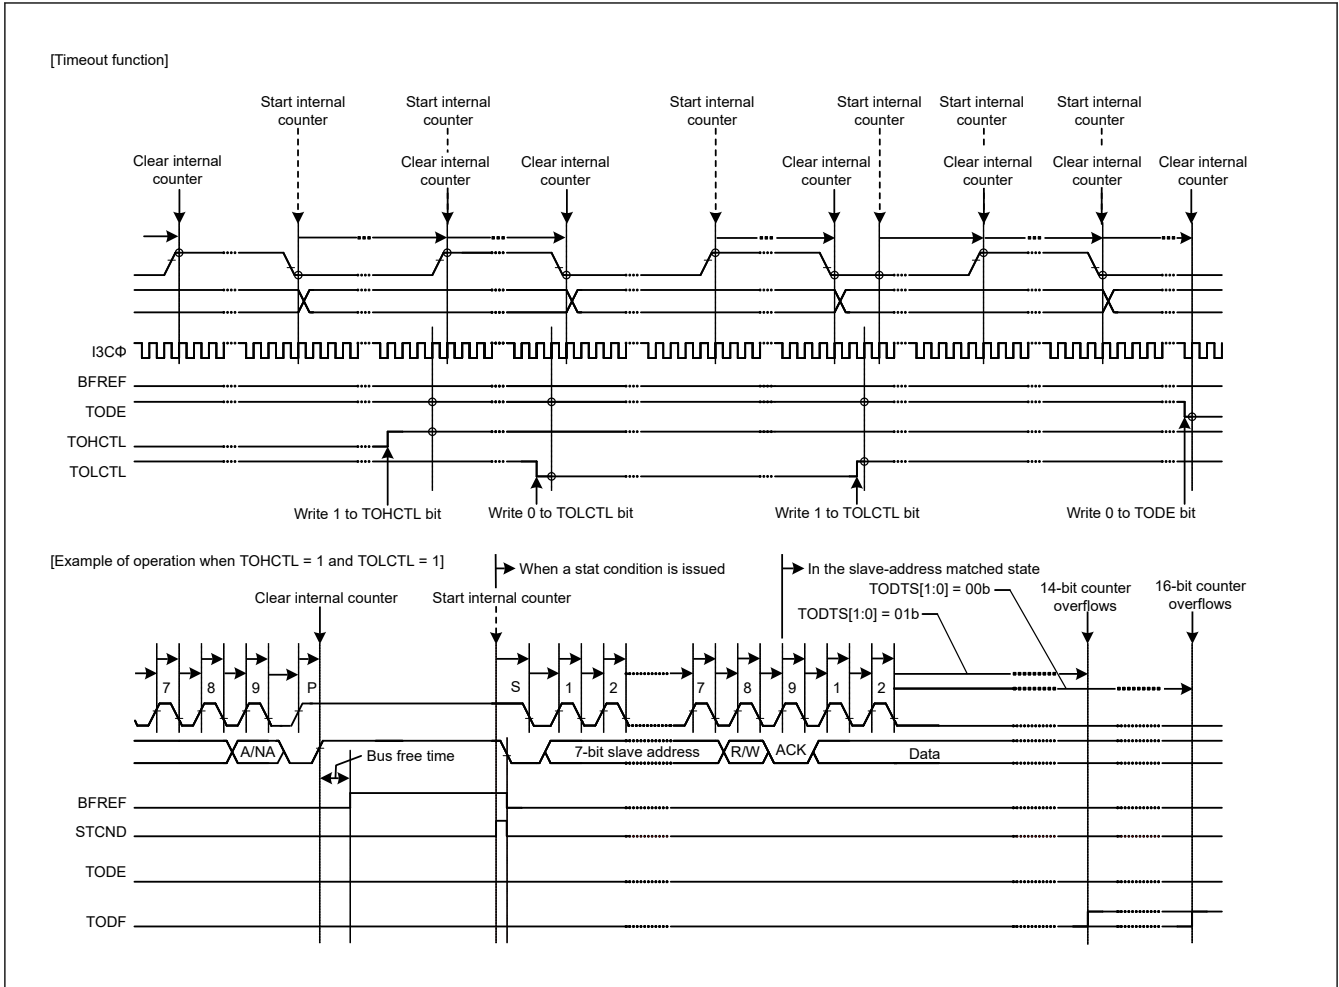 [Timeout function]
Start internal counter
Start internal counter
Start internal counter
Start internal counter
Start internal counter
Start internal counter
Clear internal counter
Clear internal counter
Clear internal counter
Clear internal counter
Clear internal counter
Clear internal counter
Clear internal counter
I3CΦ
BFREF
TODE
TOHCTL
TOLCTL
Write 1 to TOHCTL bit
Write 0 to TOLCTL bit
Write 1 to TOLCTL bit
Write 0 to TODE bit
[Example of operation when TOHCTL = 1 and TOLCTL = 1]
When a stat condition is issued
In the slave-address matched state
TODTS[1:0] = 00b
TODTS[1:0] = 01b
14-bit counter overflows
16-bit counter overflows
Clear internal counter
Start internal counter
7 8 9 P S 1 2 7 8 9 1 2
A/NA
7-bit slave address
R/W
ACK
Data
Bus free time
BFREF
STCND
TODE
TODF